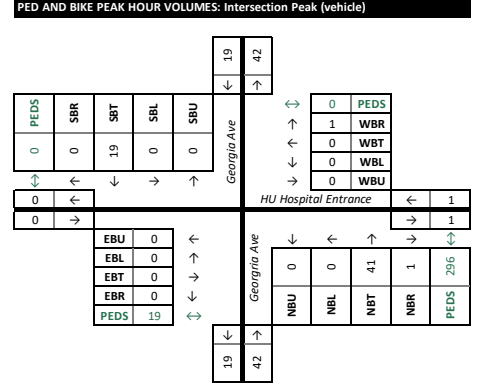 PED AND BIKE PEAK HOUR VOLUMES: Intersection Peak (vehicle)
19 42
↓ ↑
PEDS SBR SBT SBL SBU
0 0 19 0 0
↕ ← ↓ → ↑
Georgia Ave
↔ 0 PEDS
↑ 1 WBR
← 0 WBT
↓ 0 WBL
→ 0 WBU
0 ←
HU Hospital Entrance
← 1
0 →
→ 1
EBU 0 ←
EBL 0 ↑
EBT 0 →
EBR 0 ↓
PEDS 19 ↔
Georgria Ave
↓ ← ↑ → ↕
0 0 41 1 296
NBU NBL NBT NBR PEDS
↓ ↑
19 42